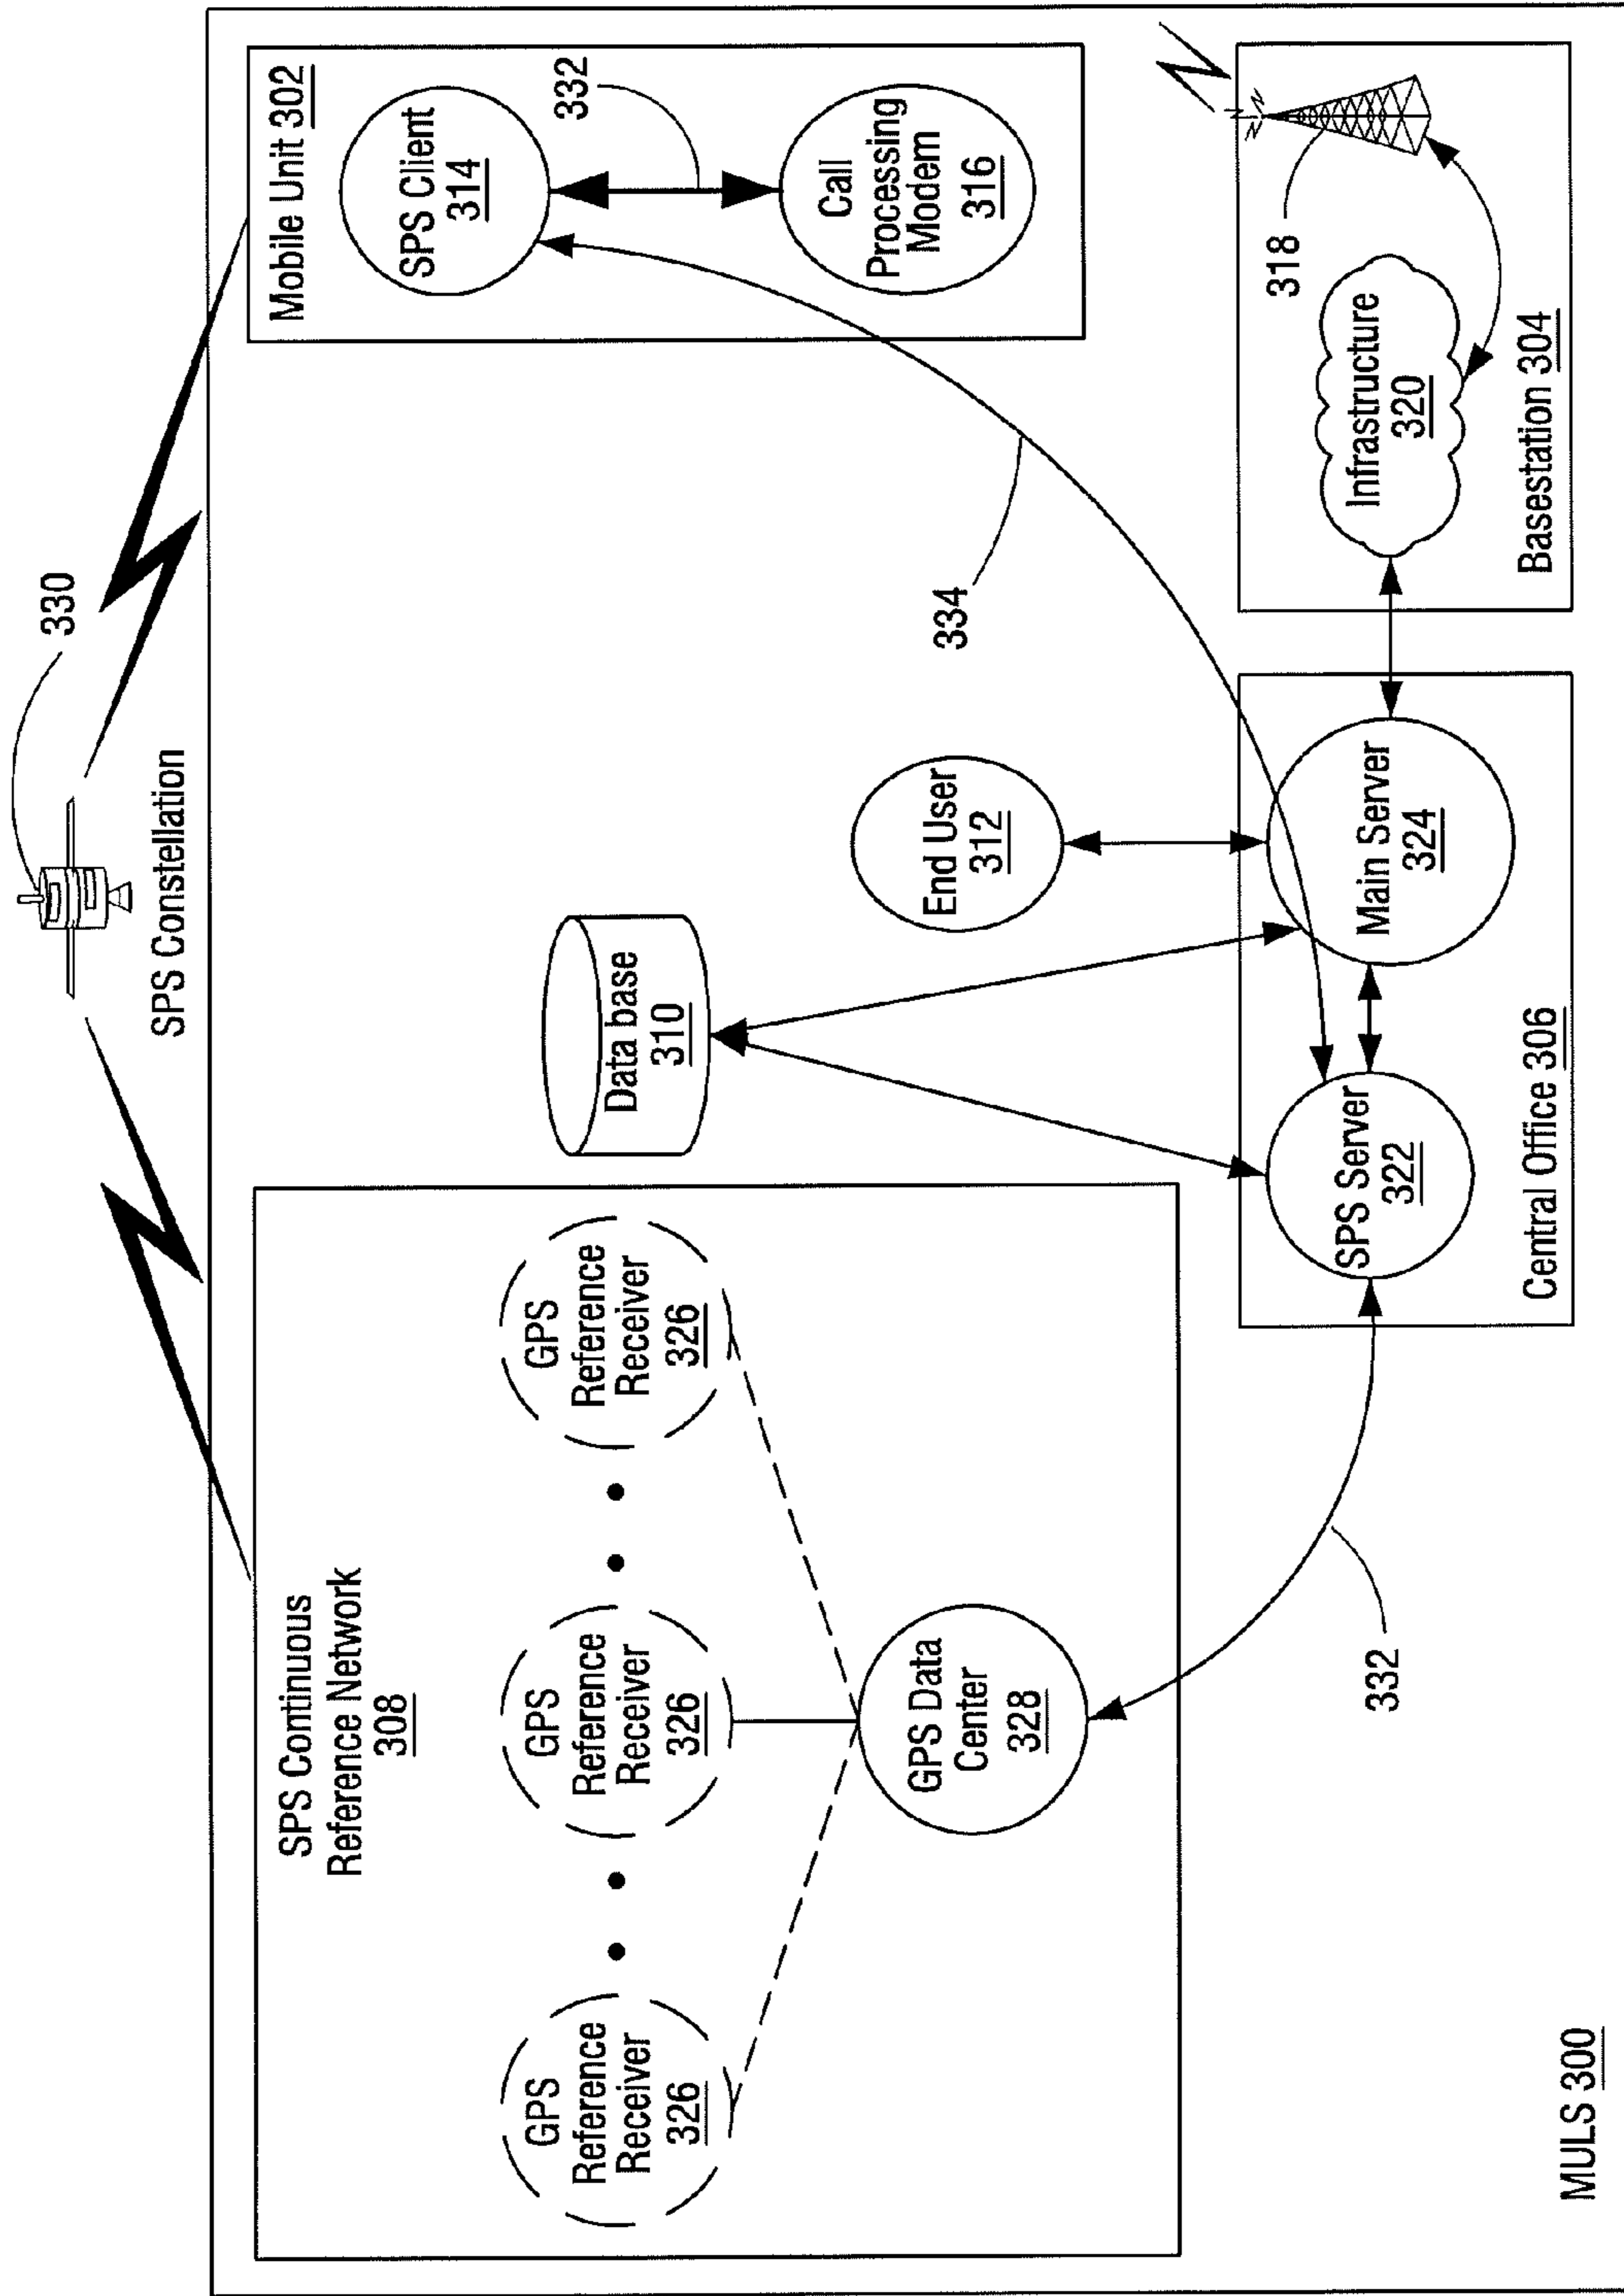 330
SPS Constellation
SPS Continuous
Reference Network
308
GPS
Reference
Receiver
326
GPS
Reference
Receiver
326
GPS
Reference
Receiver
326
GPS Data
Center
328
332
Data base
310
End User
312
334
Mobile Unit 302
SPS Client
314
332
Call
Processing
Modem
316
SPS Server
322
Main Server
324
Central Office 306
Infrastructure
320
318
Basestation 304
MULS 300